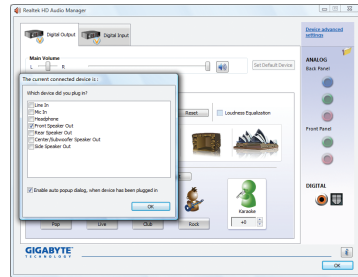 Realtek HD Audio Manager
Digital Output
Digital Input
Device advanced settings
Main Volume
L
R
Set Default Device
ANALOG
Back Panel
The current connected device is :
Which device did you plug in?
Line In
Mic In
Headphone
Front Speaker Out
Rear Speaker Out
Center/Subwoofer Speaker Out
Side Speaker Out
Enable auto popup dialog, when device has been plugged in
OK
Reset
Loudness Equalization
Front Panel
DIGITAL
Karaoke
Pop
Live
Club
Rock
+0
GIGABYTE
TECHNOLOGY
OK